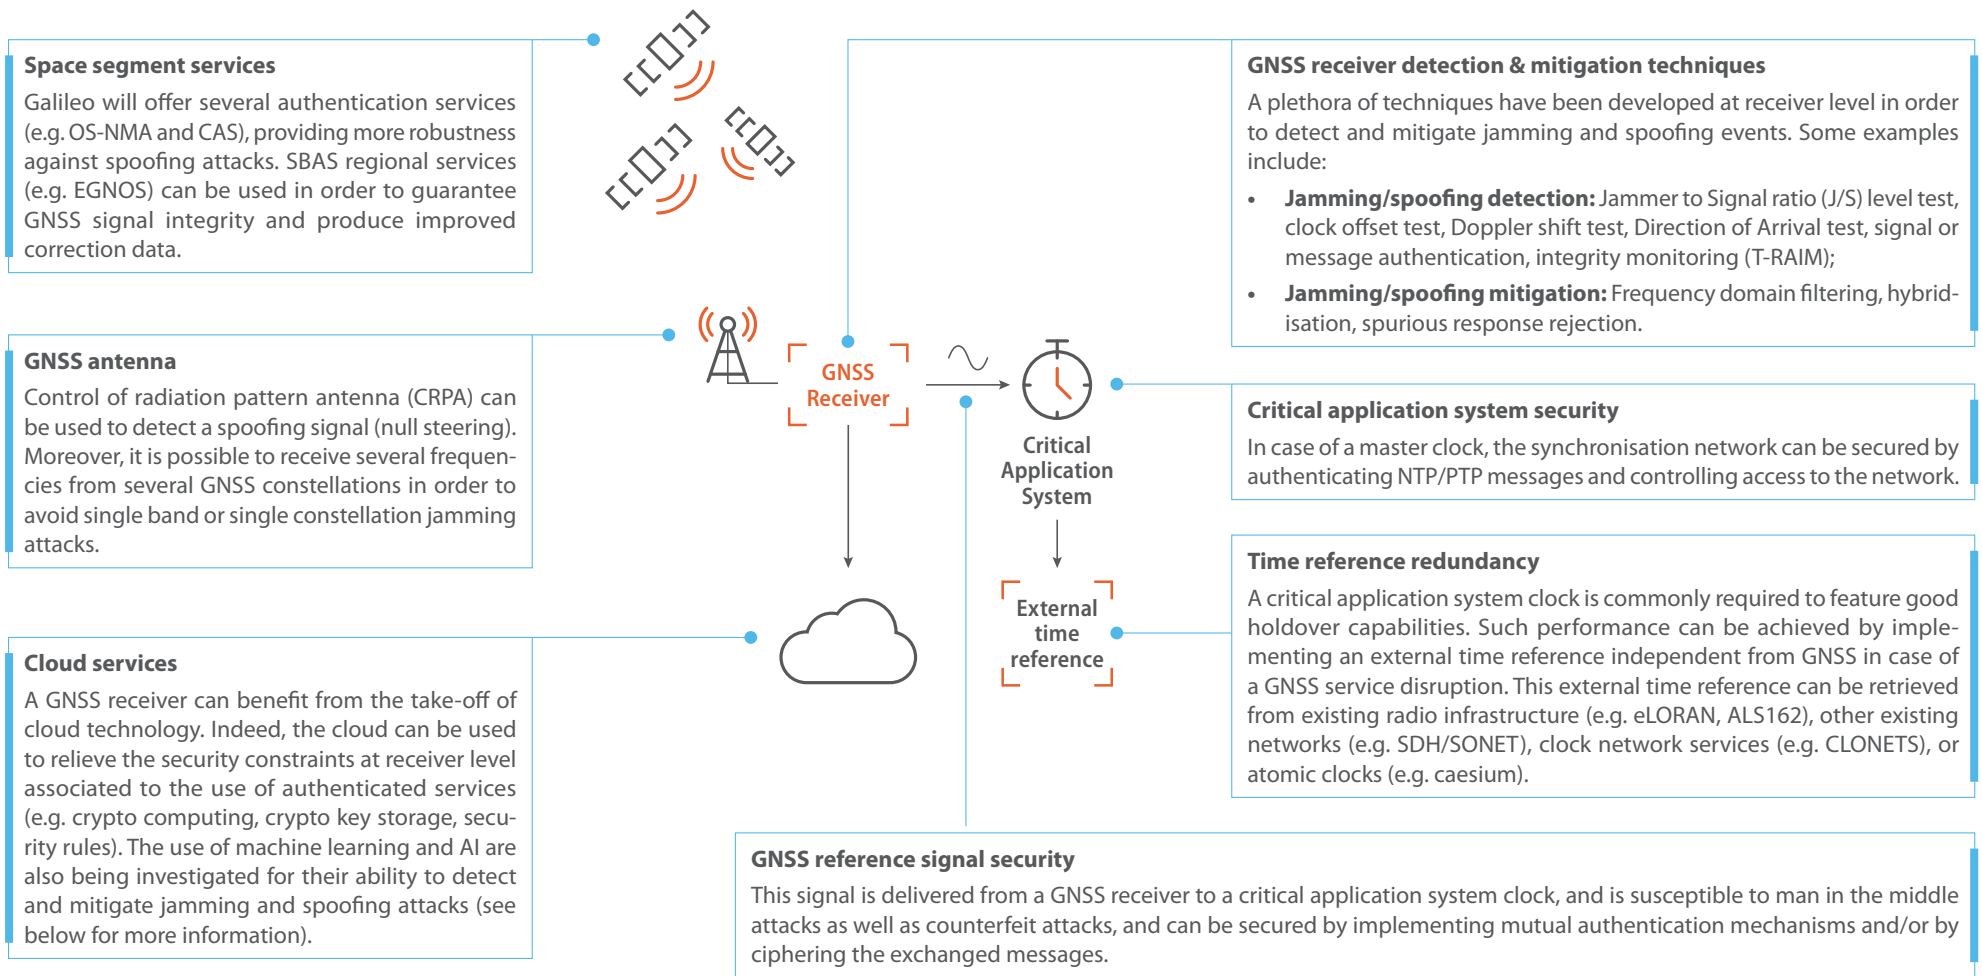 Space segment services
Galileo will offer several authentication services
(e.g. OS-NMA and CAS), providing more robustness
against spoofing attacks. SBAS regional services
(e.g. EGNOS) can be used in order to guarantee
GNSS signal integrity and produce improved
correction data.
GNSS antenna
Control of radiation pattern antenna (CRPA) can
be used to detect a spoofing signal (null steering).
Moreover, it is possible to receive several frequen-
cies from several GNSS constellations in order to
avoid single band or single constellation jamming
attacks.
Cloud services
A GNSS receiver can benefit from the take-off of
cloud technology. Indeed, the cloud can be used
to relieve the security constraints at receiver level
associated to the use of authenticated services
(e.g. crypto computing, crypto key storage, secu-
rity rules). The use of machine learning and AI are
also being investigated for their ability to detect
and mitigate jamming and spoofing attacks (see
below for more information).
GNSS
Receiver
Critical
Application
System
External
time
reference
GNSS receiver detection & mitigation techniques
A plethora of techniques have been developed at receiver level in order
to detect and mitigate jamming and spoofing events. Some examples
include:
• Jamming/spoofing detection: Jammer to Signal ratio (J/S) level test,
clock offset test, Doppler shift test, Direction of Arrival test, signal or
message authentication, integrity monitoring (T-RAIM);
• Jamming/spoofing mitigation: Frequency domain filtering, hybrid-
isation, spurious response rejection.
Critical application system security
In case of a master clock, the synchronisation network can be secured by
authenticating NTP/PTP messages and controlling access to the network.
Time reference redundancy
A critical application system clock is commonly required to feature good
holdover capabilities. Such performance can be achieved by imple-
menting an external time reference independent from GNSS in case of
a GNSS service disruption. This external time reference can be retrieved
from existing radio infrastructure (e.g. eLORAN, ALS162), other existing
networks (e.g. SDH/SONET), clock network services (e.g. CLONETS), or
atomic clocks (e.g. caesium).
GNSS reference signal security
This signal is delivered from a GNSS receiver to a critical application system clock, and is susceptible to man in the middle
attacks as well as counterfeit attacks, and can be secured by implementing mutual authentication mechanisms and/or by
ciphering the exchanged messages.